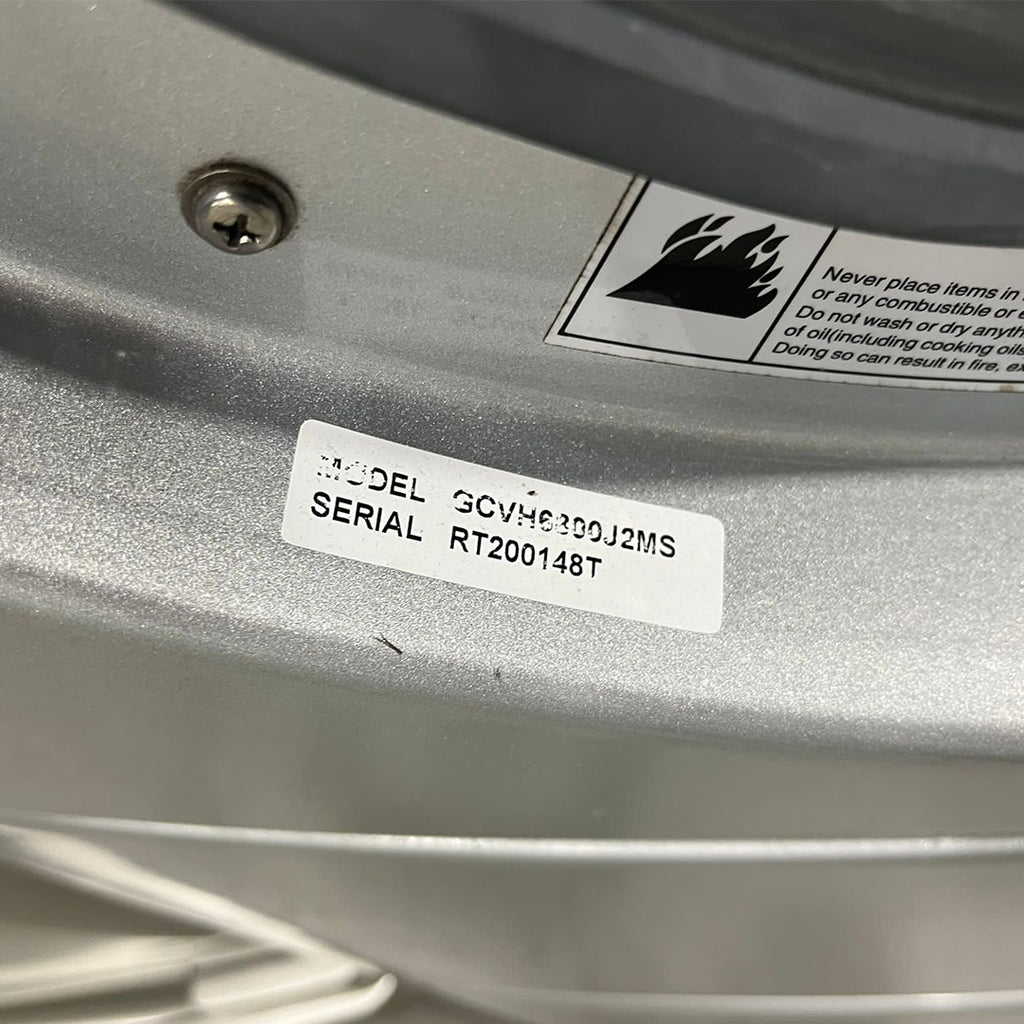 Never place items in
or any combustible or e
Do not wash or dry anyth
of oil(including cooking oils
Doing so can result in fire, ex
MODEL GCVH6800J2MS
SERIAL RT200148T